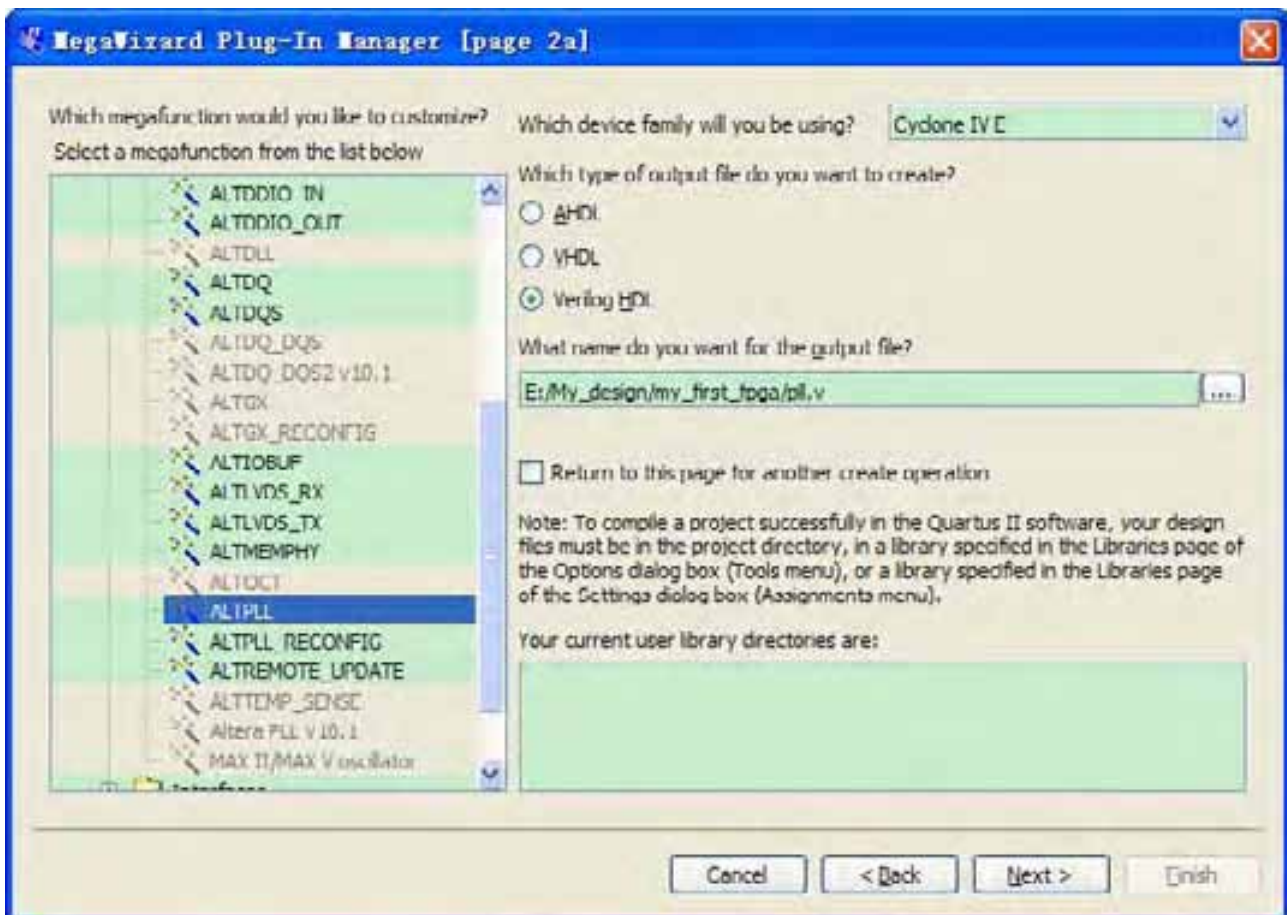 MegaWizard Plug-In Manager [page 2a]
Which megafunction would you like to customize?
Select a megafunction from the list below
ALTDDIO_IN
ALTDDIO_OUT
ALTDLL
ALTDQ
ALTDQS
ALTDQ_DQS
ALTDQ_DQS2 v10.1
ALTGX
ALTGX_RECONFIG
ALTIOBUF
ALTLVDS_RX
ALTLVDS_TX
ALTMEMPHY
ALTOCT
ALTPLL
ALTPLL_RECONFIG
ALTREMOTE_UPDATE
ALTTEMP_SENSE
Altera PLL v10.1
MAX II/MAX V oscillator
Interfaces
Which device family will you be using?
Cyclone IV E
Which type of output file do you want to create?
AHDL
VHDL
Verilog HDL
What name do you want for the output file?
E:/My_design/my_first_fpga/pll.v
...
Return to this page for another create operation
Note: To compile a project successfully in the Quartus II software, your design
files must be in the project directory, in a library specified in the Libraries page of
the Options dialog box (Tools menu), or a library specified in the Libraries page
of the Settings dialog box (Assignments menu).
Your current user library directories are:
Cancel
< Back
Next >
Finish